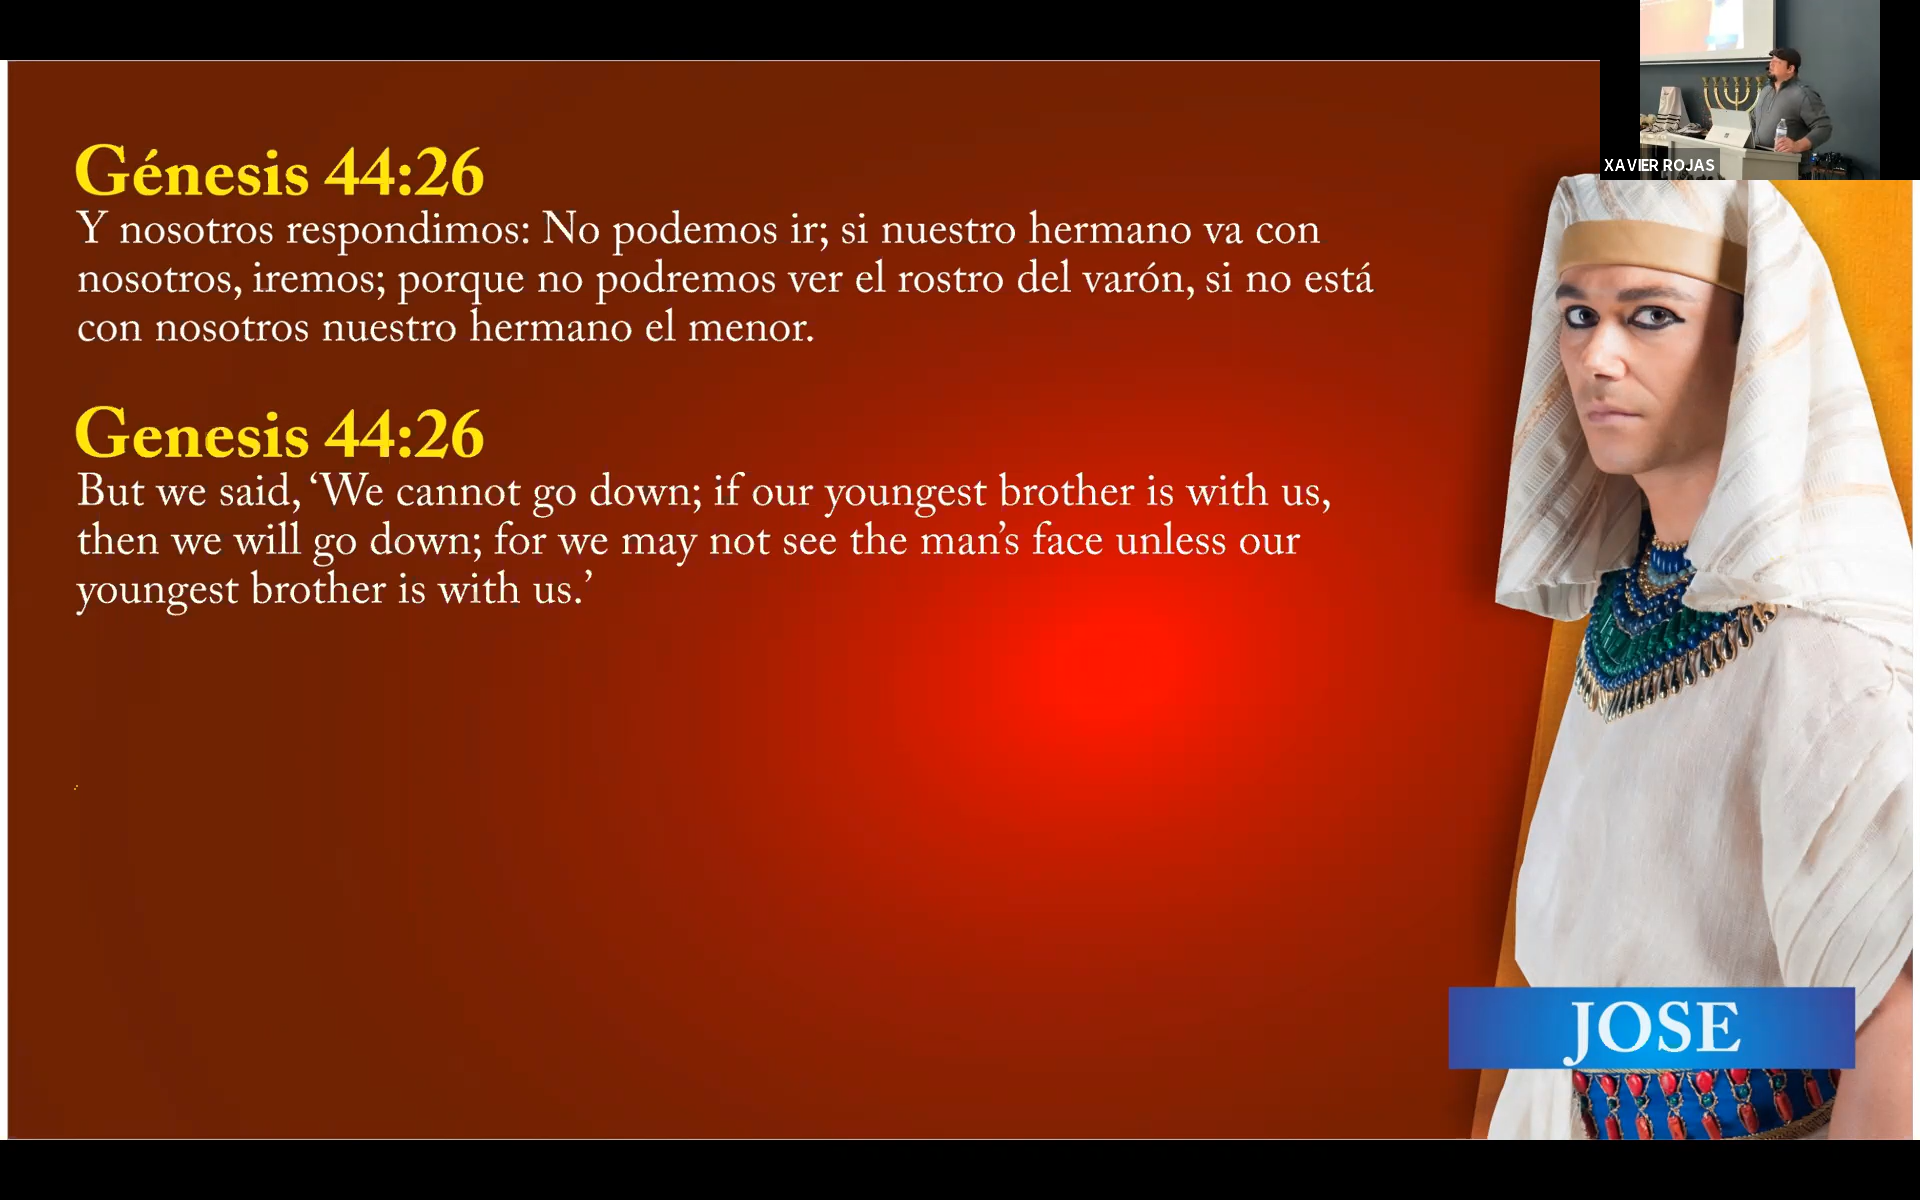 XAVIER ROJAS
Génesis 44:26
Y nosotros respondimos: No podemos ir; si nuestro hermano va con
nosotros, iremos; porque no podremos ver el rostro del varón, si no está
con nosotros nuestro hermano el menor.
Genesis 44:26
But we said, ‘We cannot go down; if our youngest brother is with us,
then we will go down; for we may not see the man’s face unless our
youngest brother is with us.’
JOSE